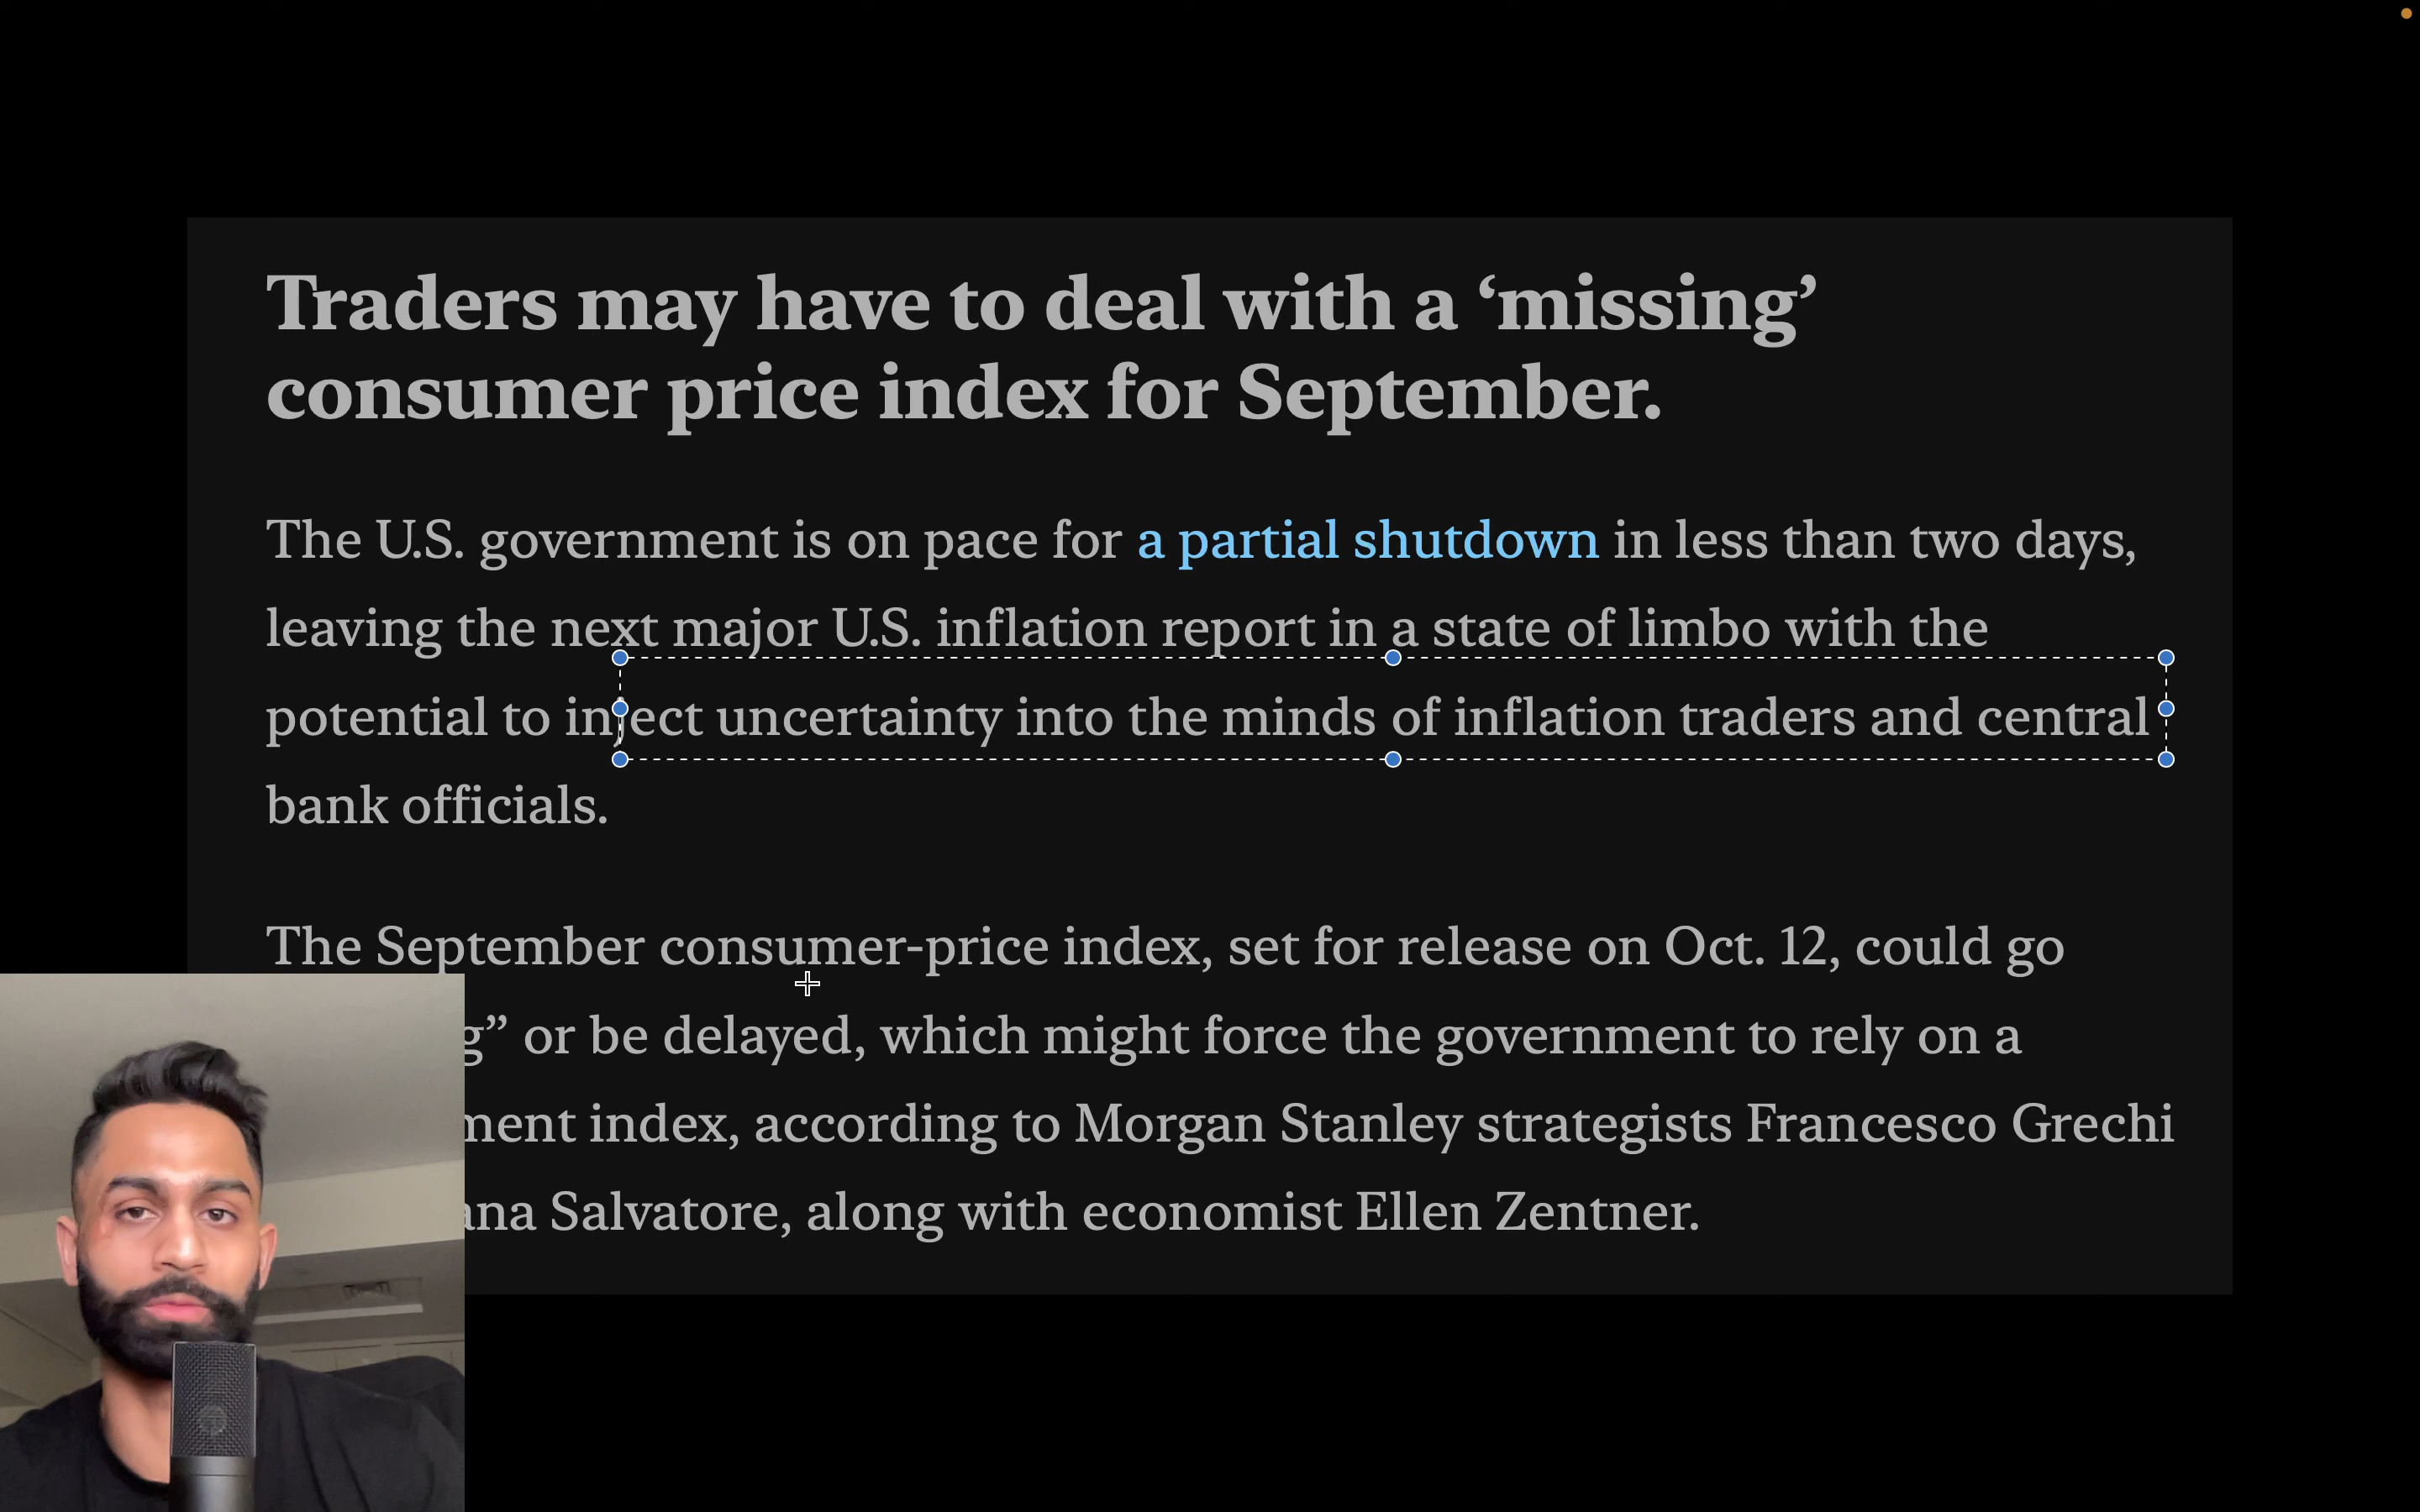 Traders may have to deal with a ‘missing’
consumer price index for September.
The U.S. government is on pace for a partial shutdown in less than two days,
leaving the next major U.S. inflation report in a state of limbo with the
potential to inject uncertainty into the minds of inflation traders and central
bank officials.
The September consumer-price index, set for release on Oct. 12, could go
or be delayed, which might force the government to rely on a
index, according to Morgan Stanley strategists Francesco Grechi
Salvatore, along with economist Ellen Zentner.